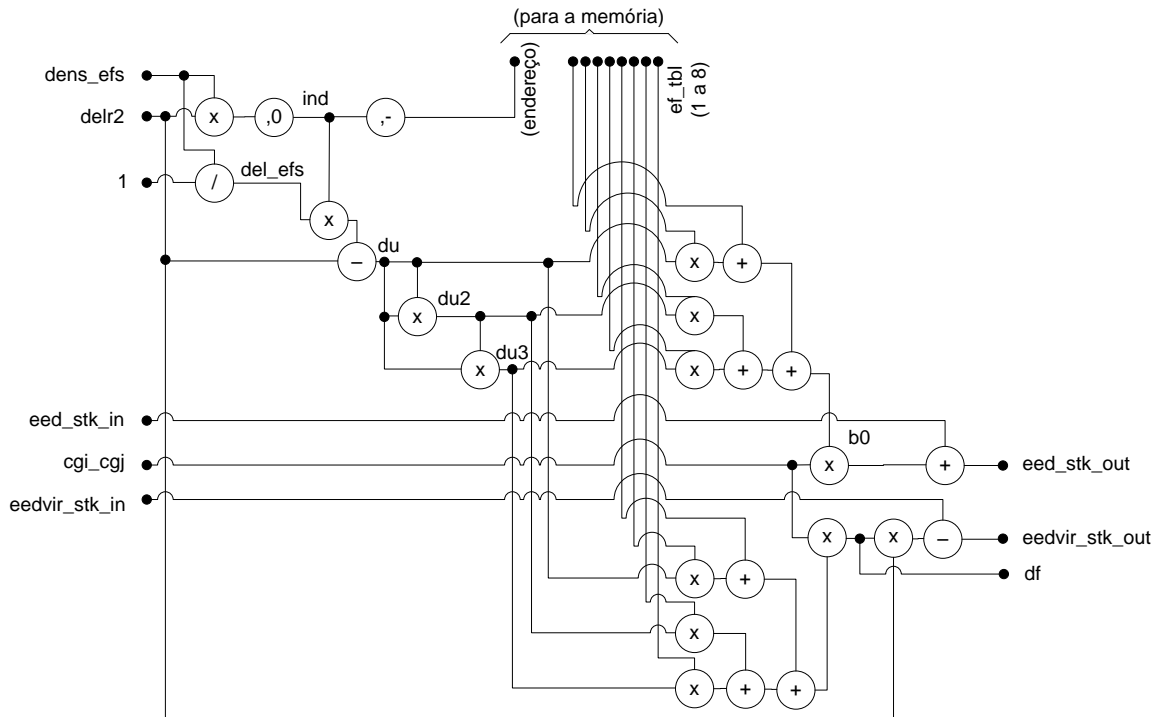 (para a memória)
(endereço)
ef_tbl
(1 a 8)
dens_efs
delr2
x
,0
ind
,-
1
/
del_efs
x
−
du
x
+
x
du2
x
x
du3
x
+
+
eed_stk_in
cgi_cgj
x
b0
+
eed_stk_out
eedvir_stk_in
x
x
−
eedvir_stk_out
df
x
+
x
x
+
+